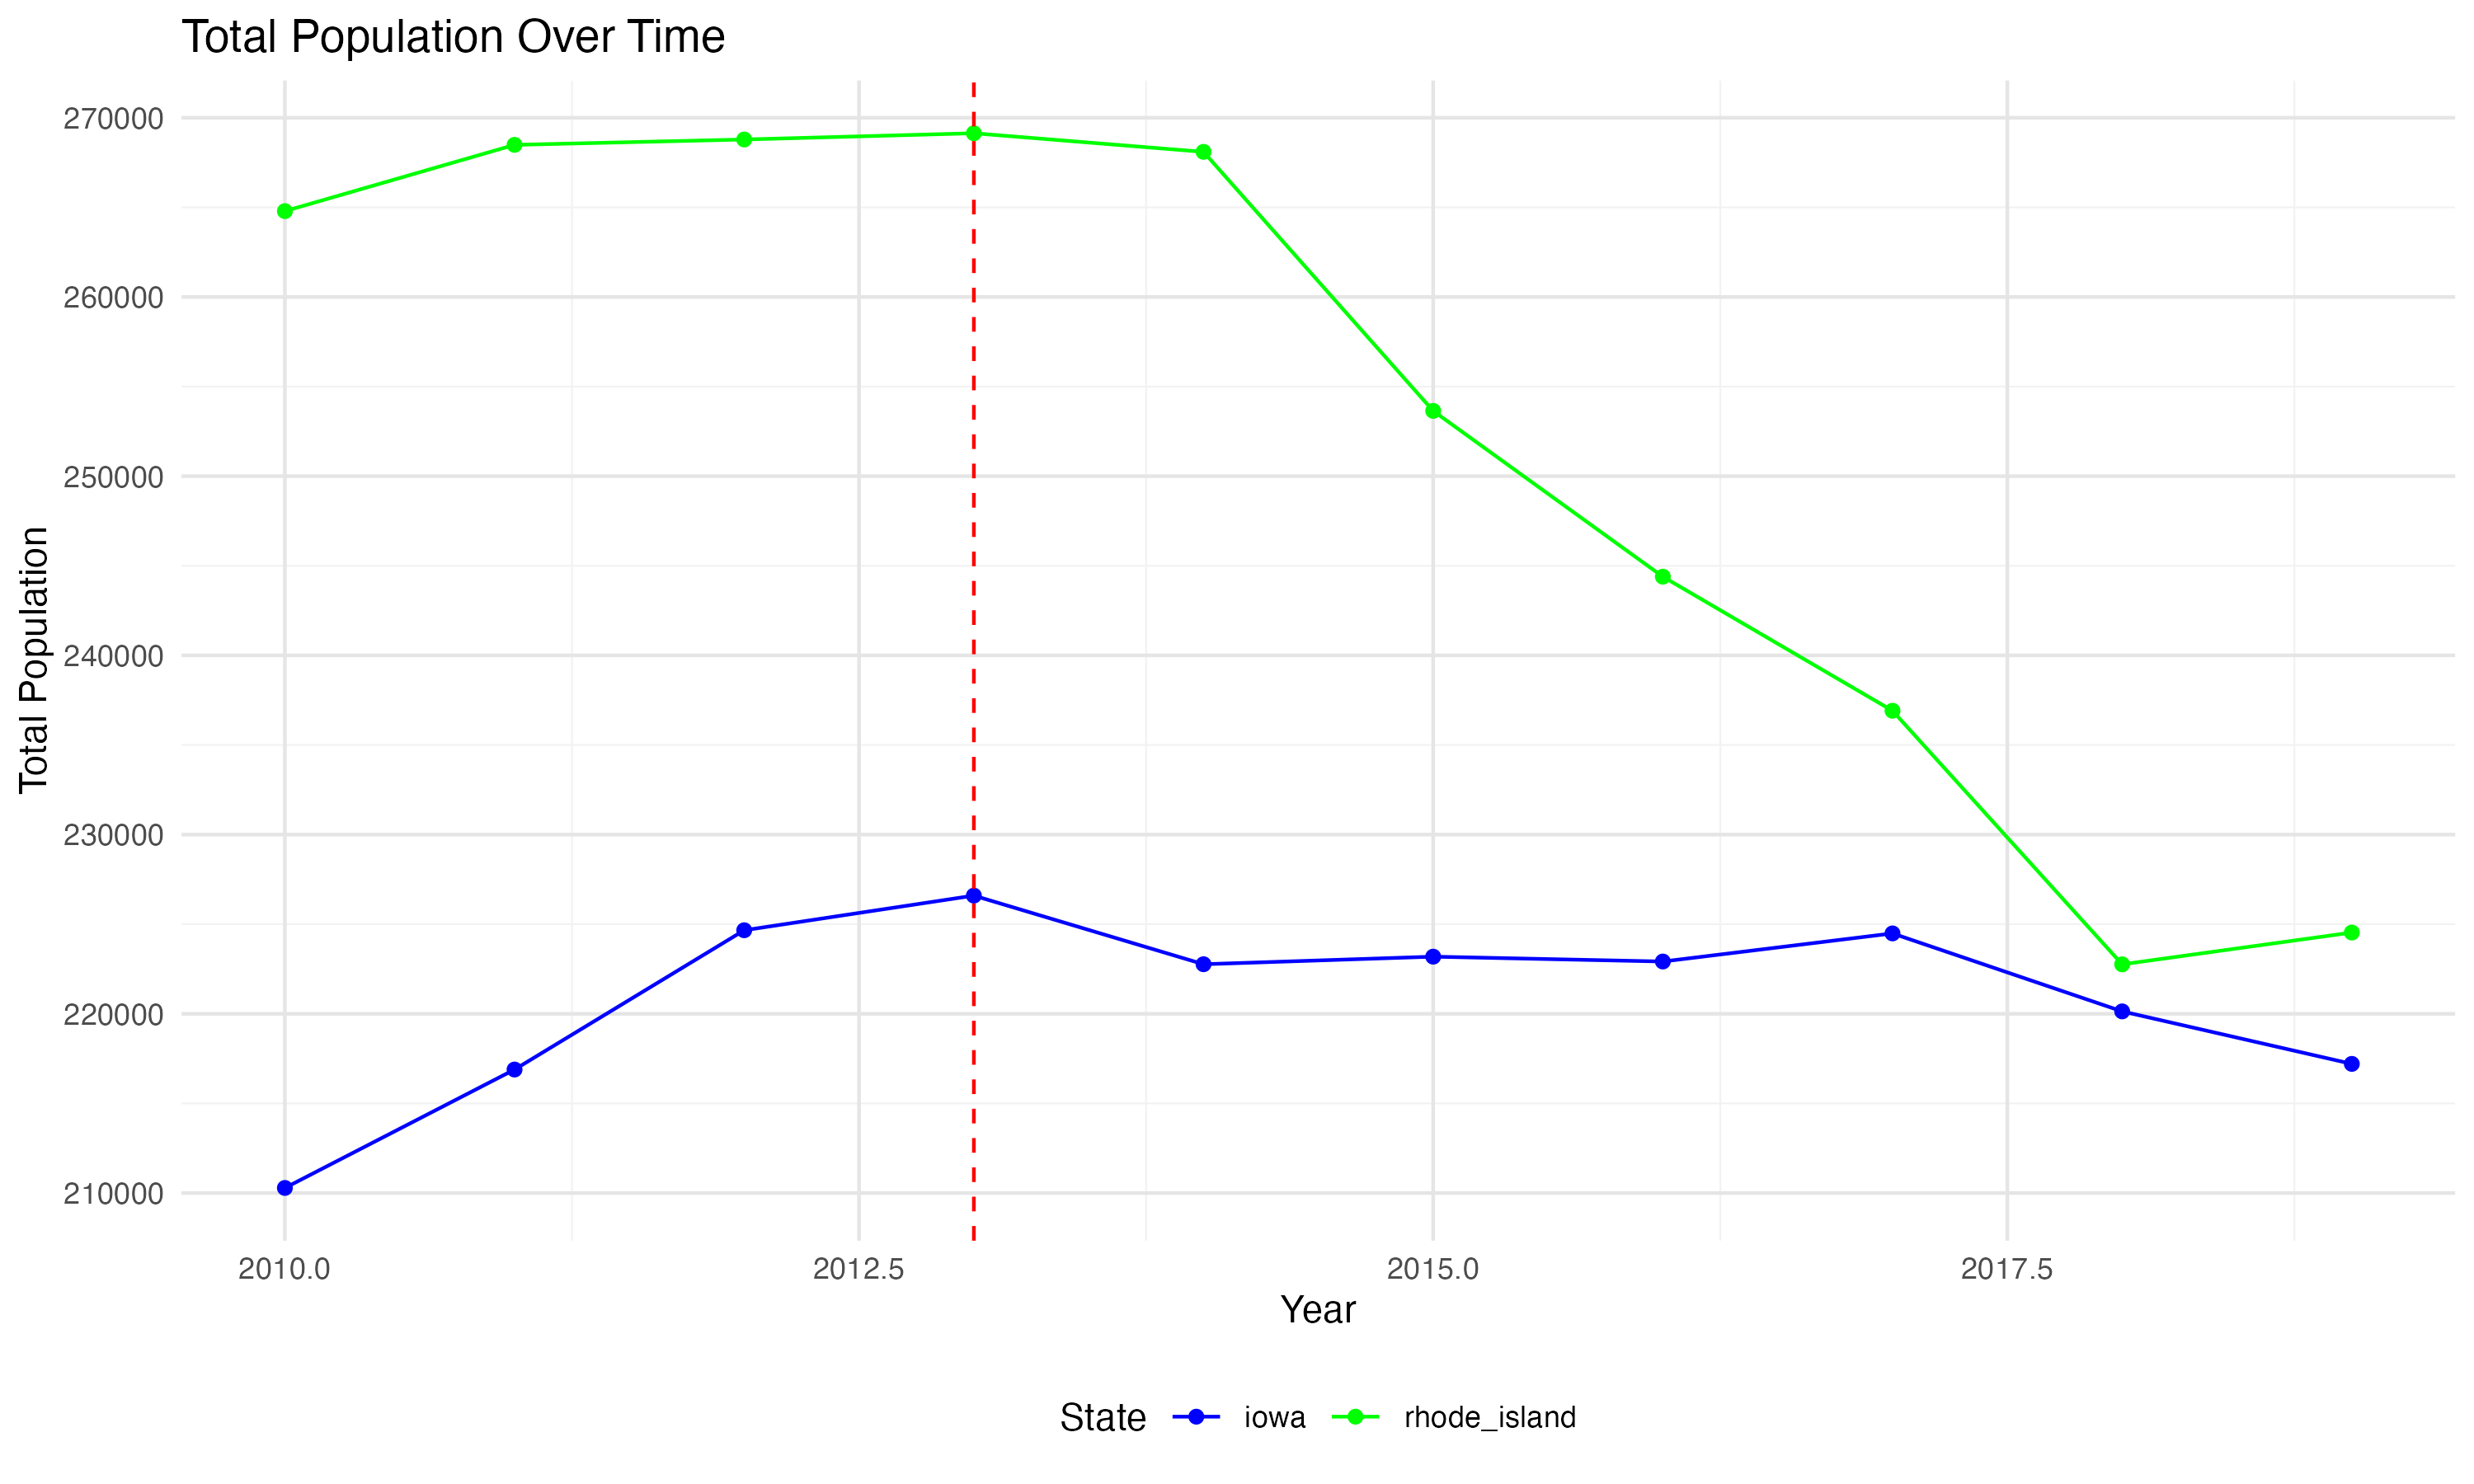 Total Population Over Time
270000
260000
250000
240000
230000
220000
210000
Total Population
2010.0 2012.5 2015.0 2017.5
Year
State iowa rhode_island